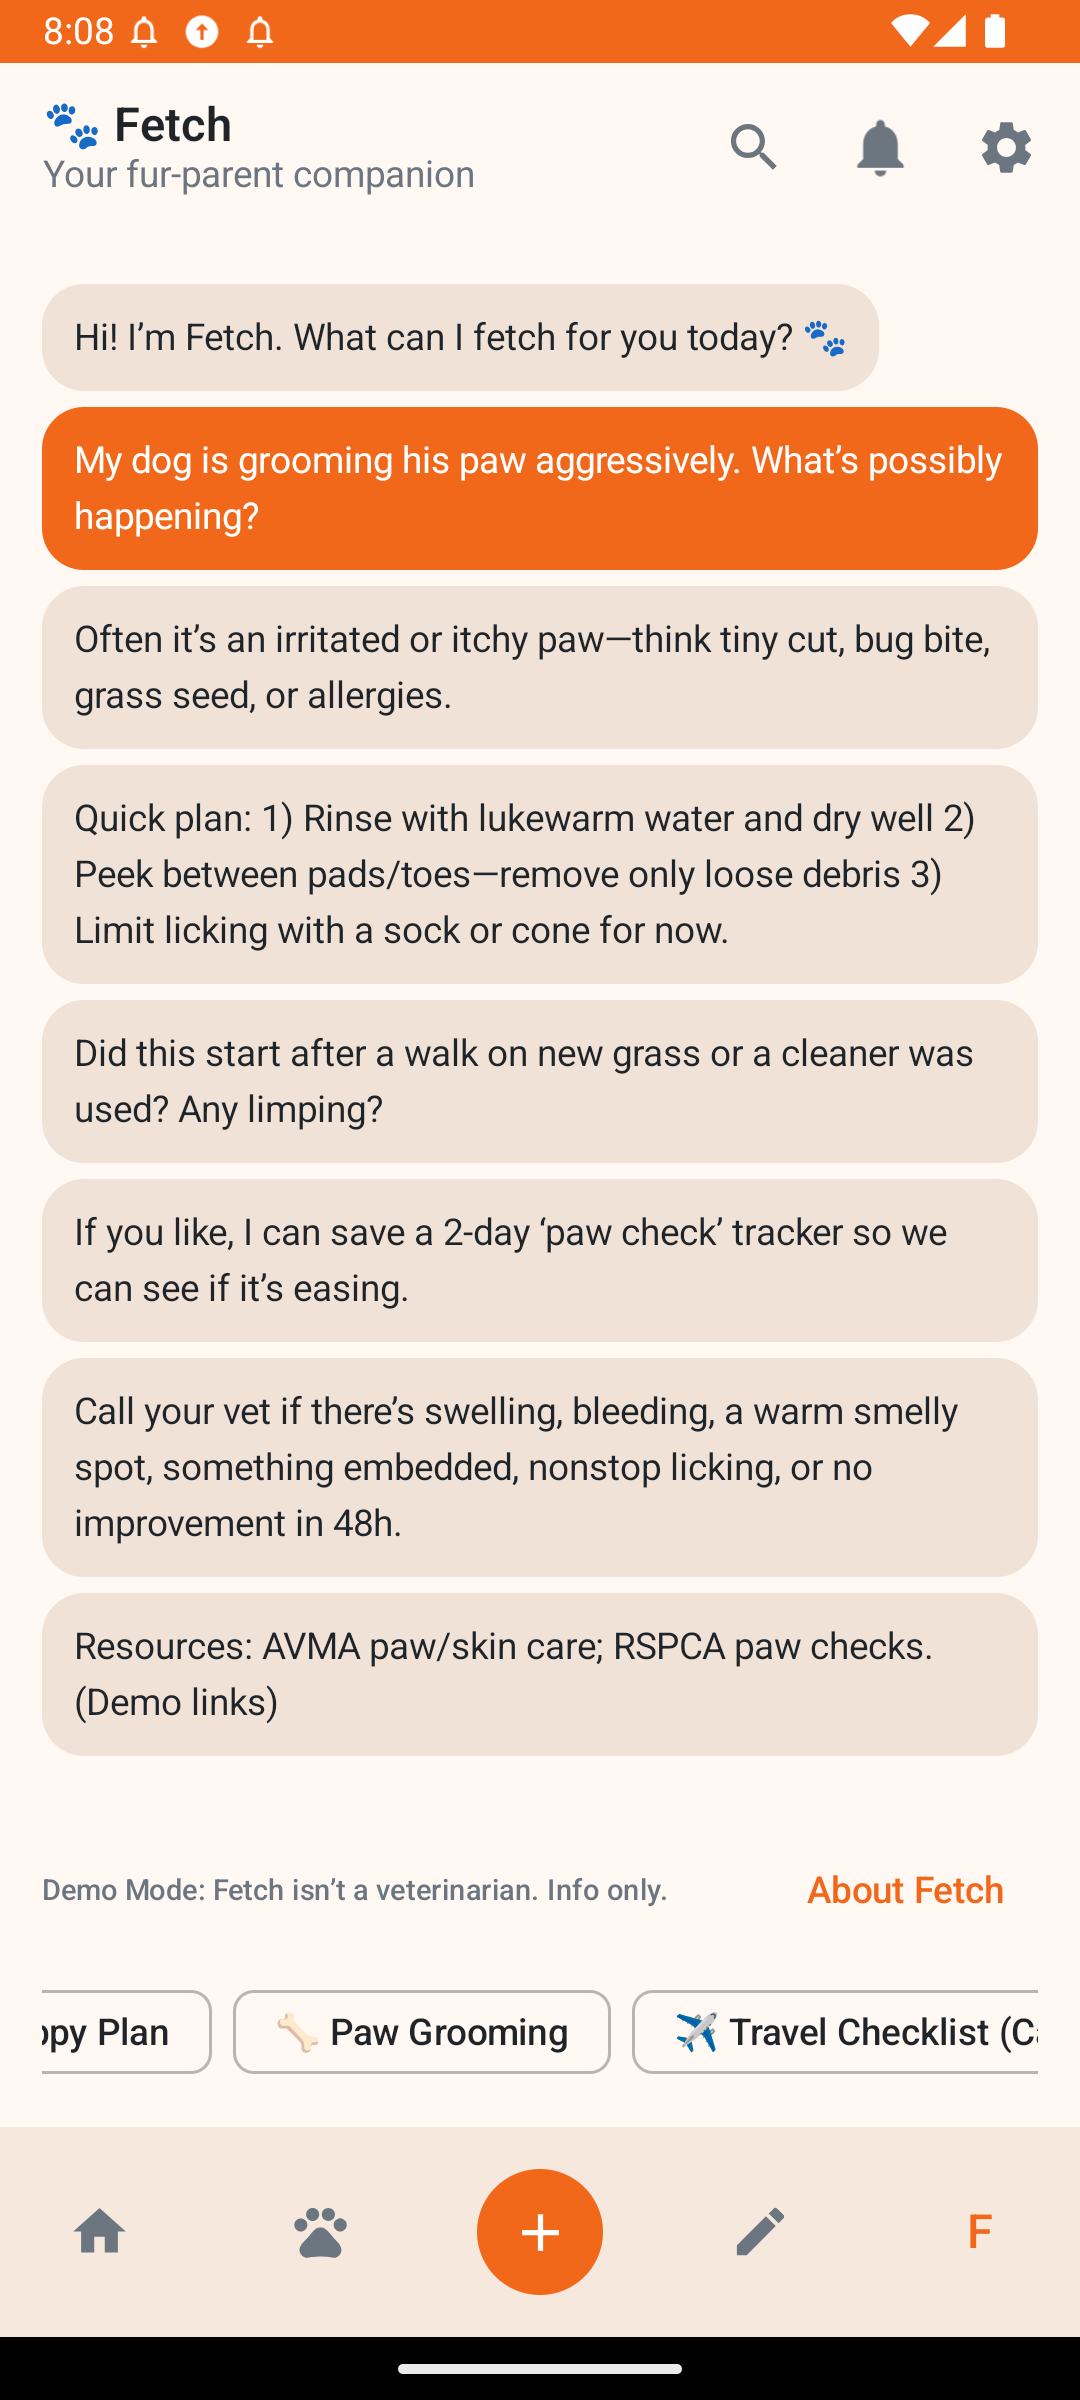 8:08
Fetch
Your fur-parent companion
Hi! I’m Fetch. What can I fetch for you today?
My dog is grooming his paw aggressively. What’s possibly
happening?
Often it’s an irritated or itchy paw—think tiny cut, bug bite,
grass seed, or allergies.
Quick plan: 1) Rinse with lukewarm water and dry well 2)
Peek between pads/toes—remove only loose debris 3)
Limit licking with a sock or cone for now.
Did this start after a walk on new grass or a cleaner was
used? Any limping?
If you like, I can save a 2-day ‘paw check’ tracker so we
can see if it’s easing.
Call your vet if there’s swelling, bleeding, a warm smelly
spot, something embedded, nonstop licking, or no
improvement in 48h.
Resources: AVMA paw/skin care; RSPCA paw checks.
(Demo links)
Demo Mode: Fetch isn’t a veterinarian. Info only.
About Fetch
Plan
Paw Grooming
Travel Checklist
F